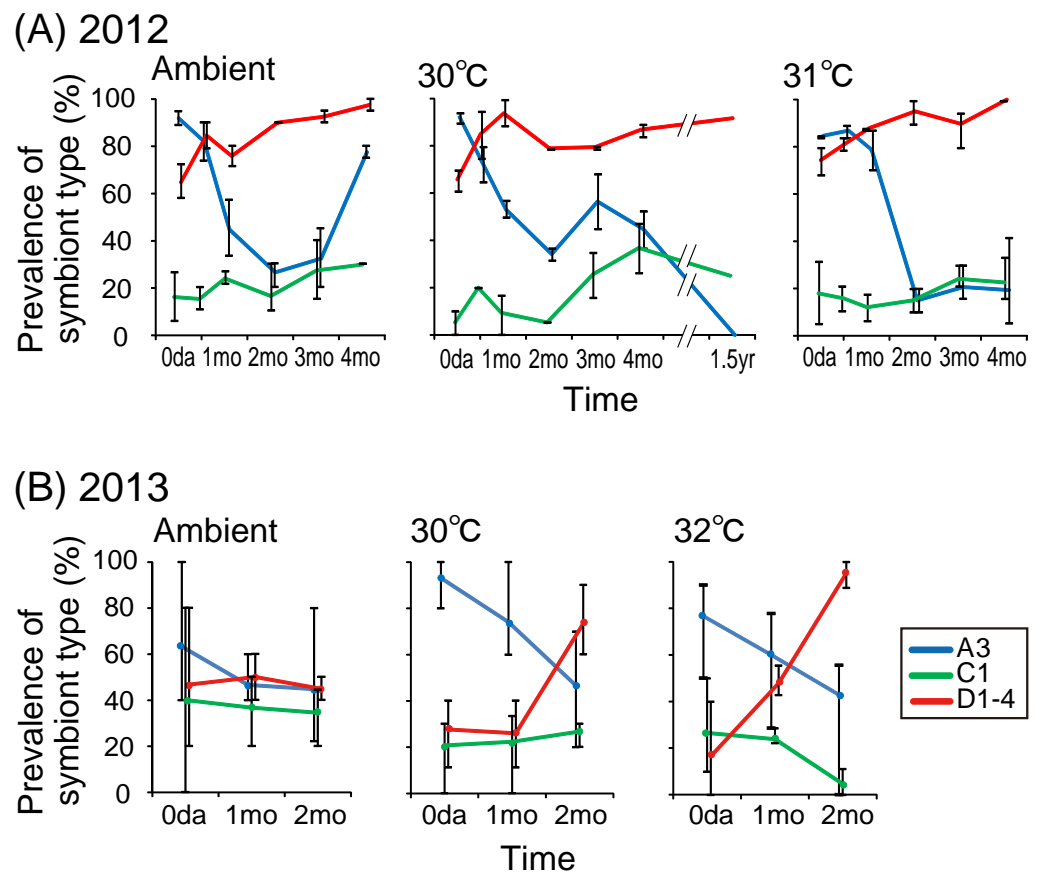 (A) 2012
Ambient
30℃
31℃
Prevalence of
symbiont type (%)
100
80
60
40
20
0
0da 1mo 2mo 3mo 4mo
0da 1mo 2mo 3mo 4mo 1.5yr
0da 1mo 2mo 3mo 4mo
Time
(B) 2013
Ambient
30℃
32℃
Prevalence of
symbiont type (%)
100
80
60
40
20
0
0da 1mo 2mo
0da 1mo 2mo
0da 1mo 2mo
Time
A3
C1
D1-4